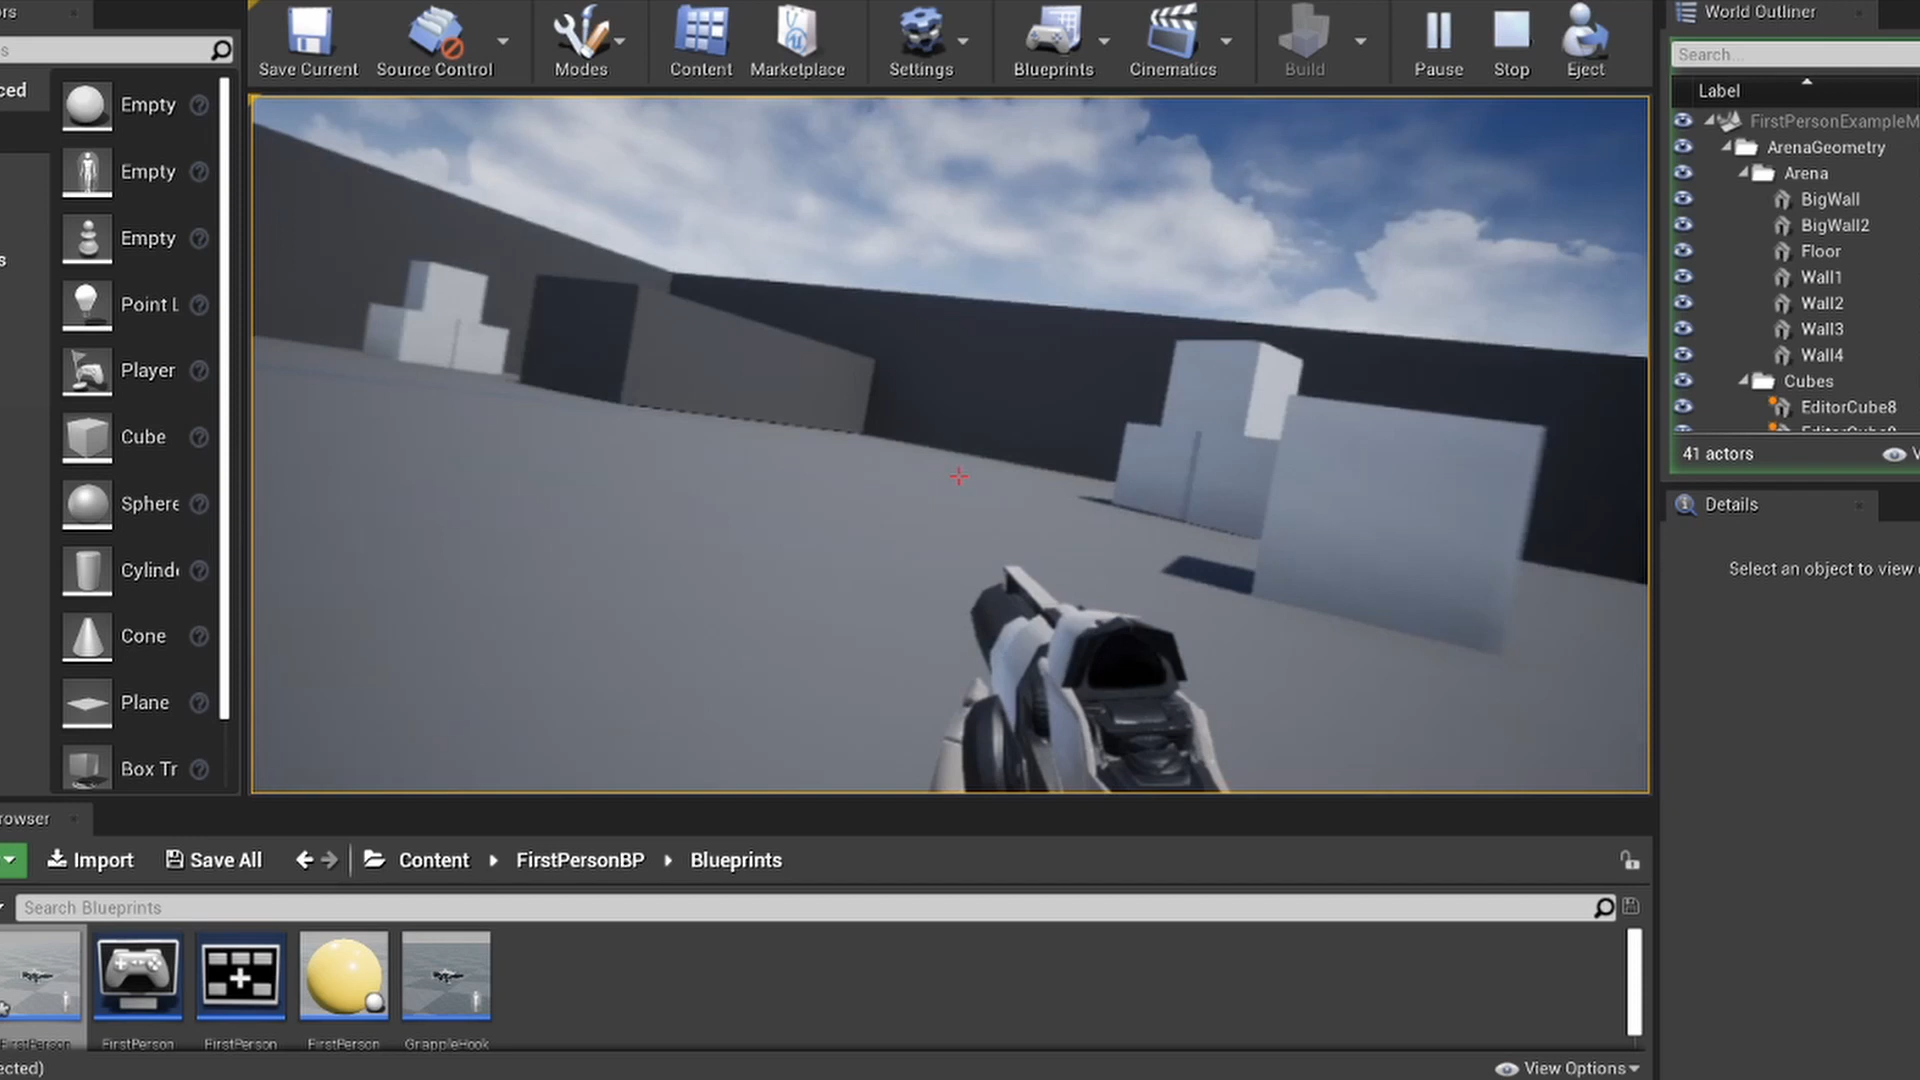 ors
Save Current
Source Control
Modes
Content
Marketplace
Settings
Blueprints
Cinematics
Build
Pause
Stop
Eject
World Outliner
Search...
Label
FirstPersonExampleM
ArenaGeometry
Arena
BigWall
BigWall2
Floor
Wall1
Wall2
Wall3
Wall4
Cubes
EditorCube8
41 actors
V
Details
Select an object to view
s
ced
s
Empty
Empty
Empty
Point L
Player
Cube
Sphere
Cylind
Cone
Plane
Box Tr
rowser
Import
Save All
Content
FirstPersonBP
Blueprints
Search Blueprints
FirstPerson
FirstPerson
FirstPerson
FirstPerson
GrappleHook
ected)
View Options